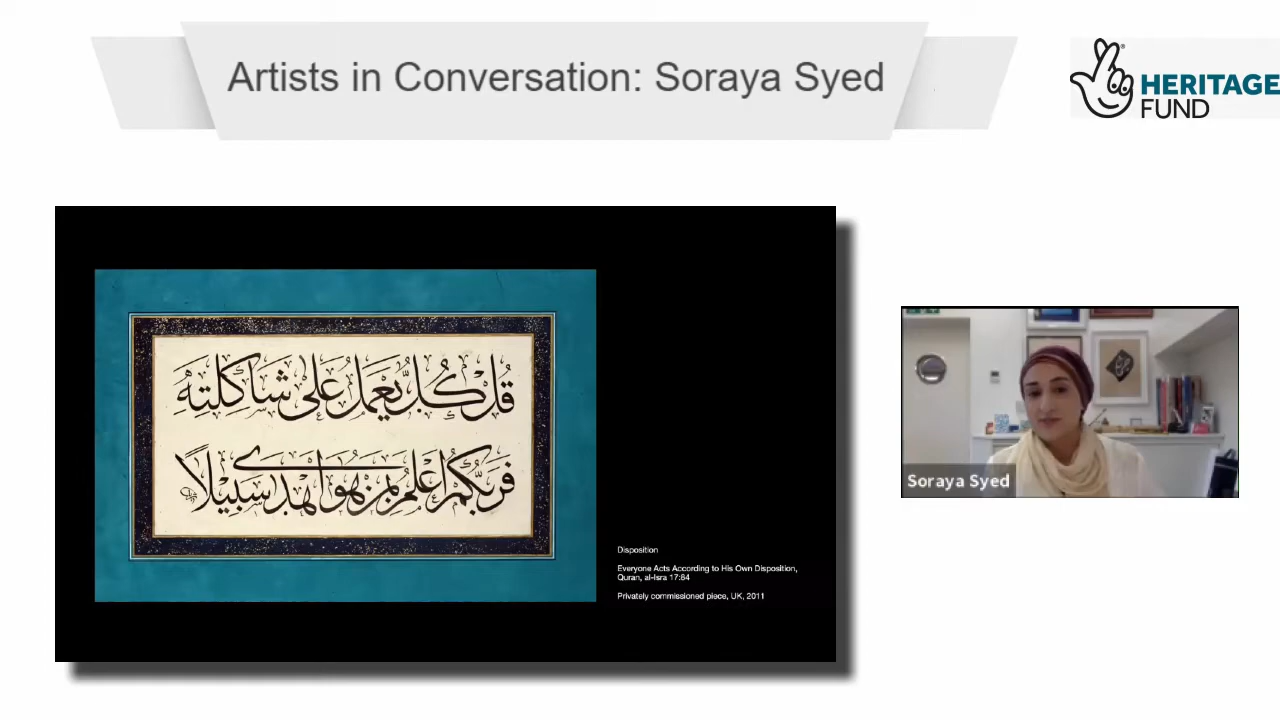 Artists in Conversation: Soraya Syed
HERITAGE
FUND
قُلْ كُلٌّ يَعْمَلُ عَلَى شَاكِلَتِهِ
فَرَبُّكُمْ اَعْلَمُ بِمَنْ هُوَ اَهْدَى سَبِيلًا
Disposition
Everyone Acts According to His Own Disposition,
Quran, al-Isra 17:84
Privately commissioned piece, UK, 2011
Soraya Syed